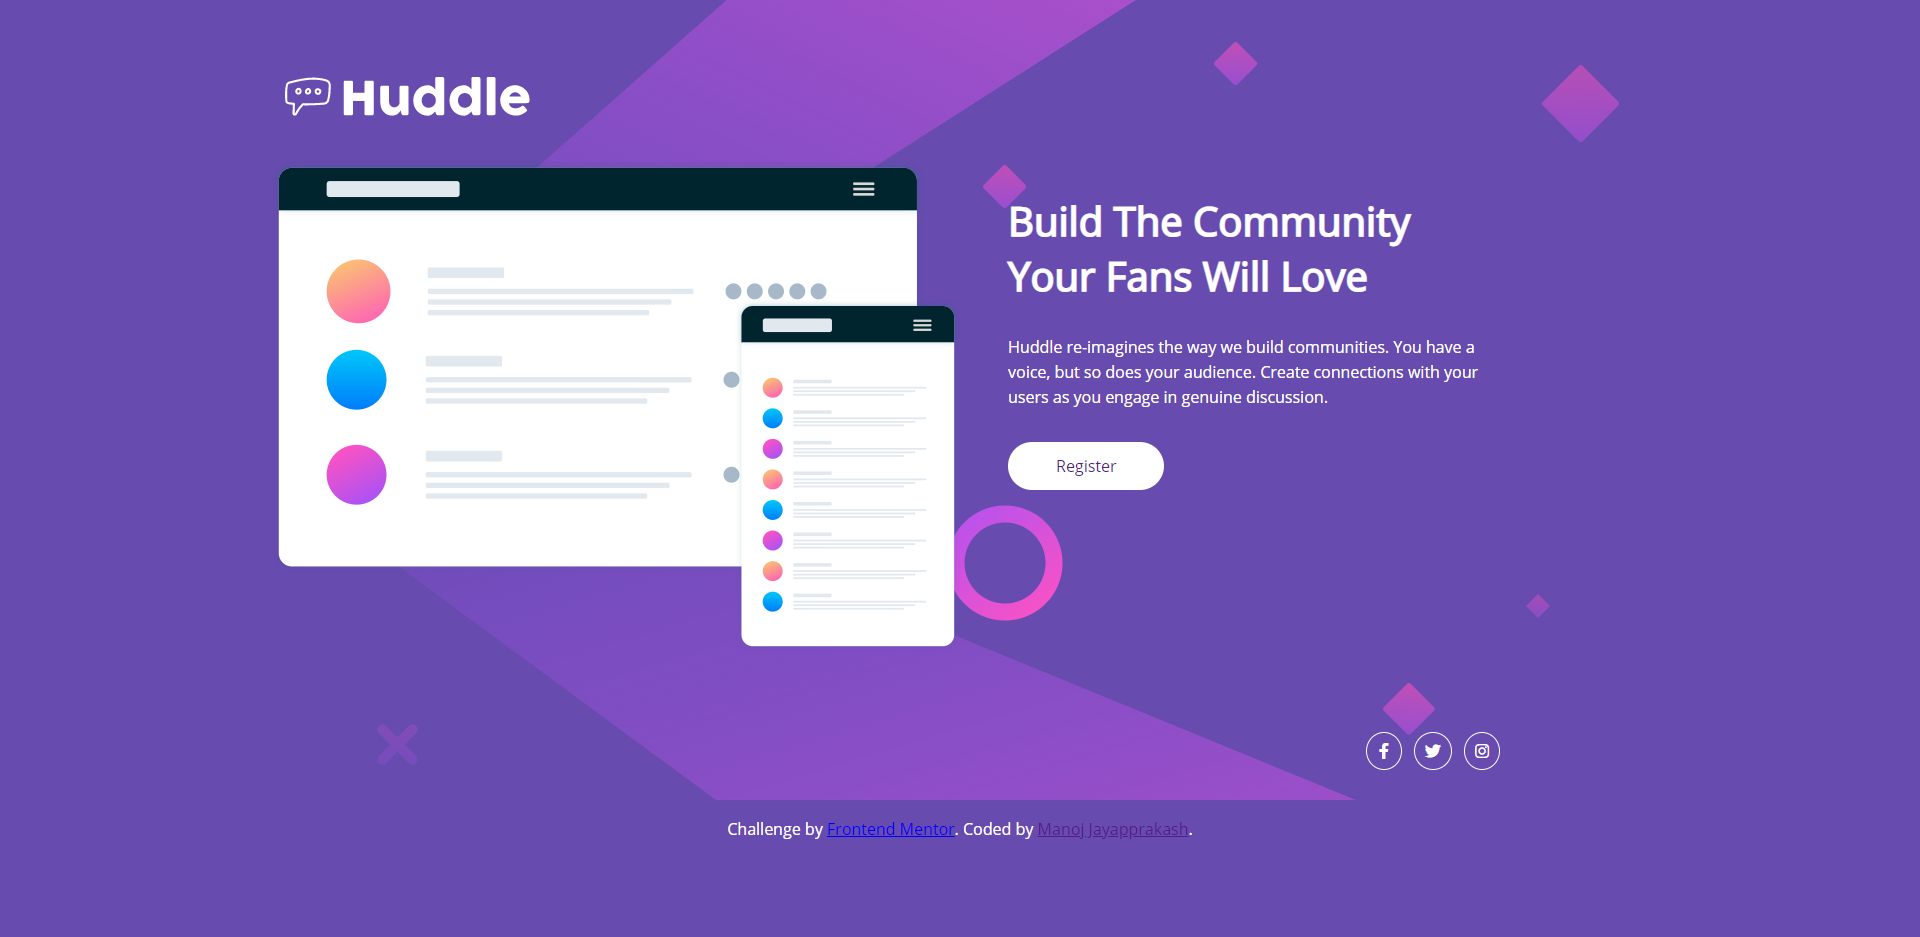 Huddle
Build The Community
Your Fans Will Love
Huddle re-imagines the way we build communities. You have a
voice, but so does your audience. Create connections with your
users as you engage in genuine discussion.
Register
Challenge by Frontend Mentor. Coded by Manoj Jayapprakash.